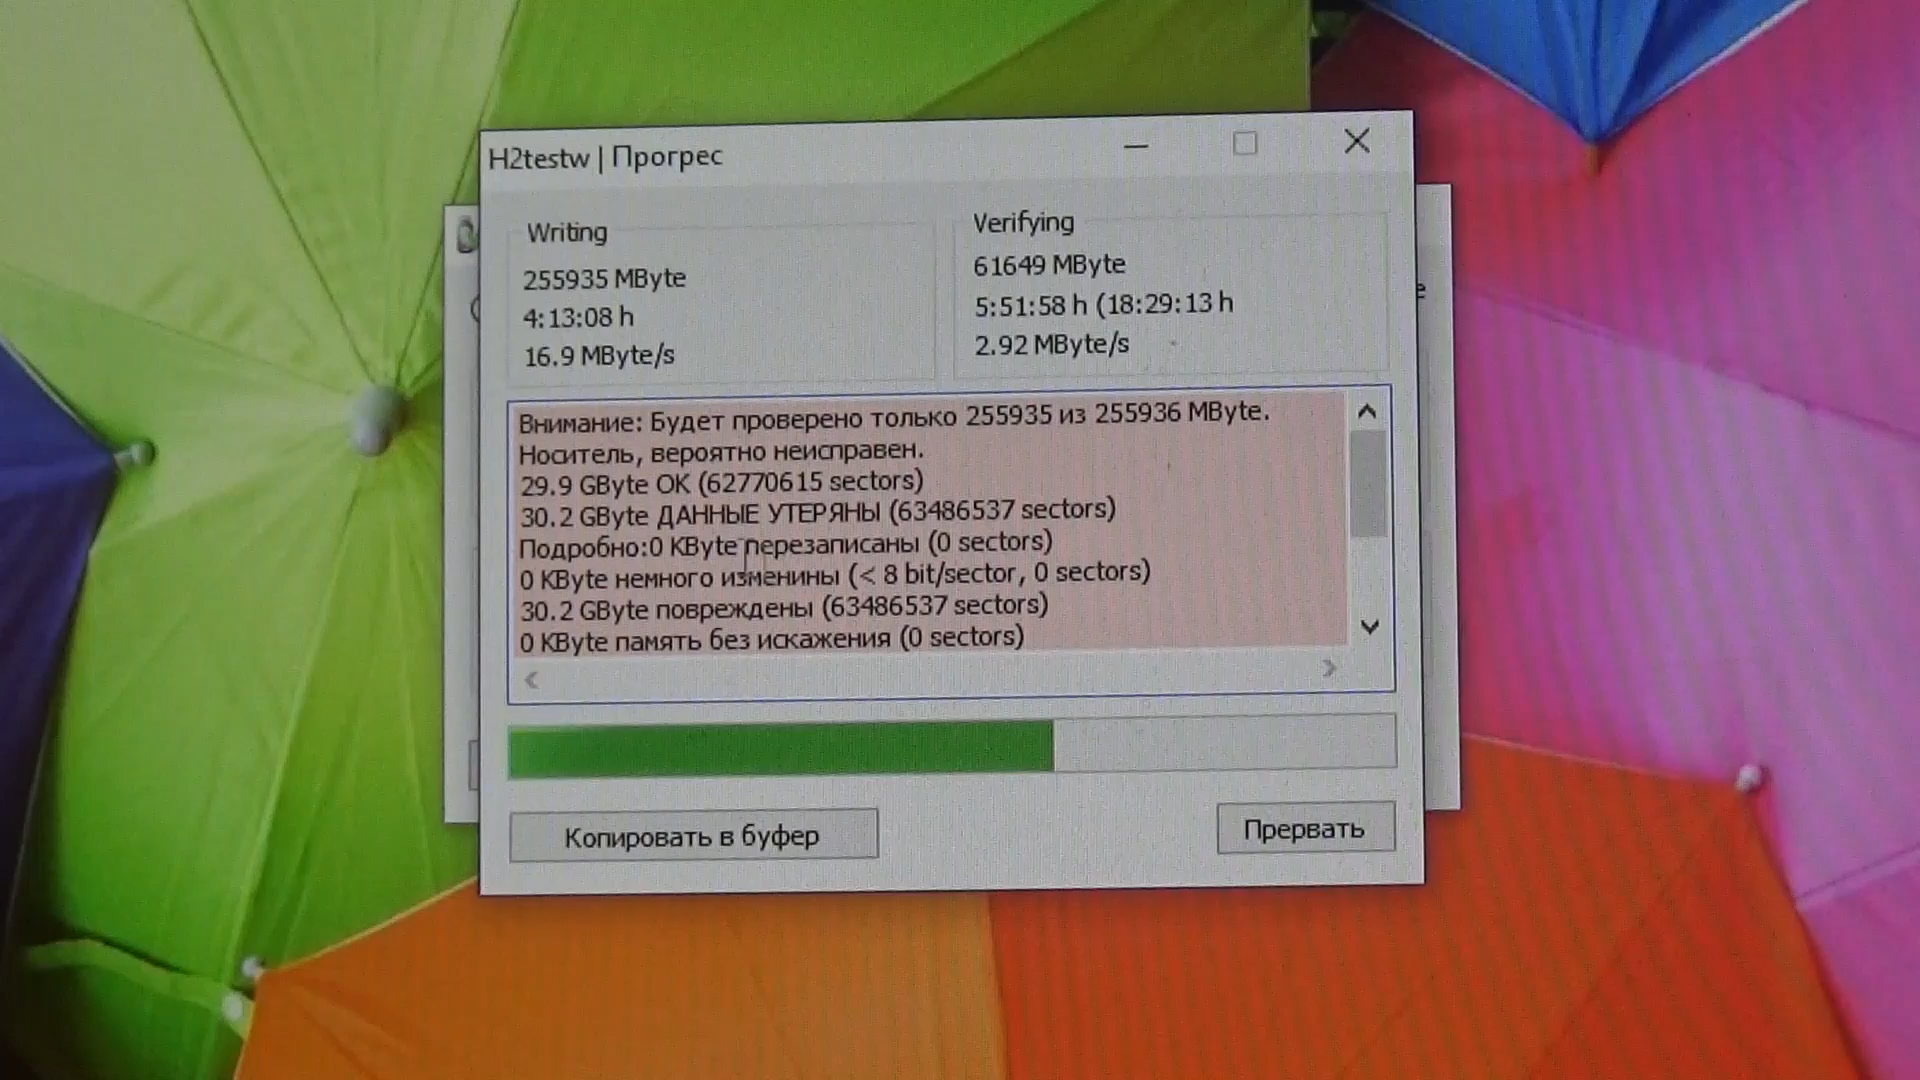 H2testw | Прогрес
Writing
255935 MByte
4:13:08 h
16.9 MByte/s
Verifying
61649 MByte
5:51:58 h (18:29:13 h
2.92 MByte/s
Внимание: Будет проверено только 255935 из 255936 MByte.
Носитель, вероятно неисправен.
29.9 GByte OK (62770615 sectors)
30.2 GByte ДАННЫЕ УТЕРЯНЫ (63486537 sectors)
Подробно:0 KByte перезаписаны (0 sectors)
0 KByte немного изменины (< 8 bit/sector, 0 sectors)
30.2 GByte повреждены (63486537 sectors)
0 KByte память без искажения (0 sectors)
Копировать в буфер
Прервать